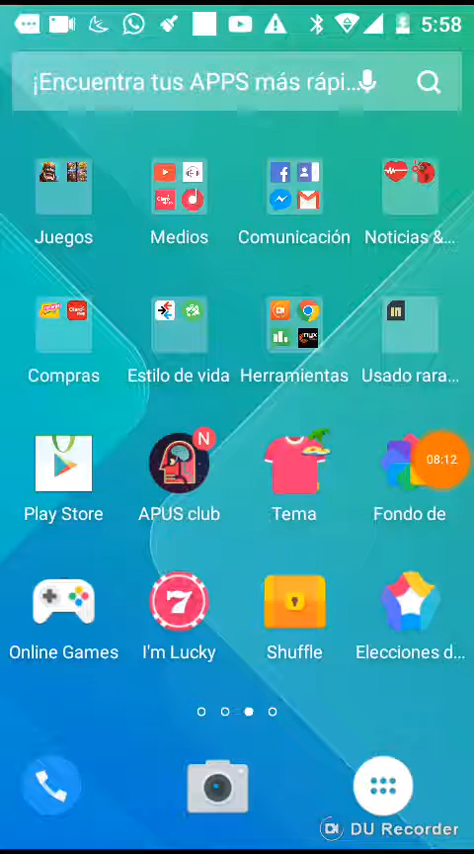 5:58
¡Encuentra tus APPS más rápi...
Juegos
Medios
Comunicación
Noticias &...
Compras
Estilo de vida
Herramientas
Usado rara...
N
08:12
Play Store
APUS club
Tema
Fondo de
7
Online Games
I'm Lucky
Shuffle
Elecciones d...
DU Recorder